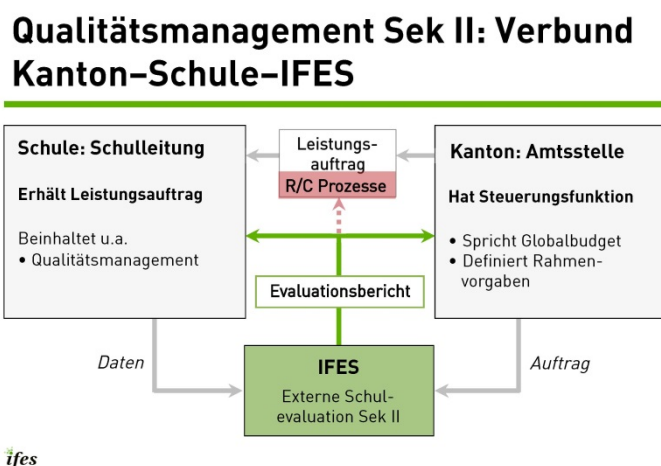 Qualitätsmanagement Sek II: Verbund
Kanton–Schule–IFES
Schule: Schulleitung
Erhält Leistungsauftrag
Beinhaltet u.a.
• Qualitätsmanagement
Leistungs-
auftrag
R/C Prozesse
Kanton: Amtsstelle
Hat Steuerungsfunktion
• Spricht Globalbudget
• Definiert Rahmen-
vorgaben
Evaluationsbericht
Daten
IFES
Externe Schul-
evaluation Sek II
Auftrag
ifes